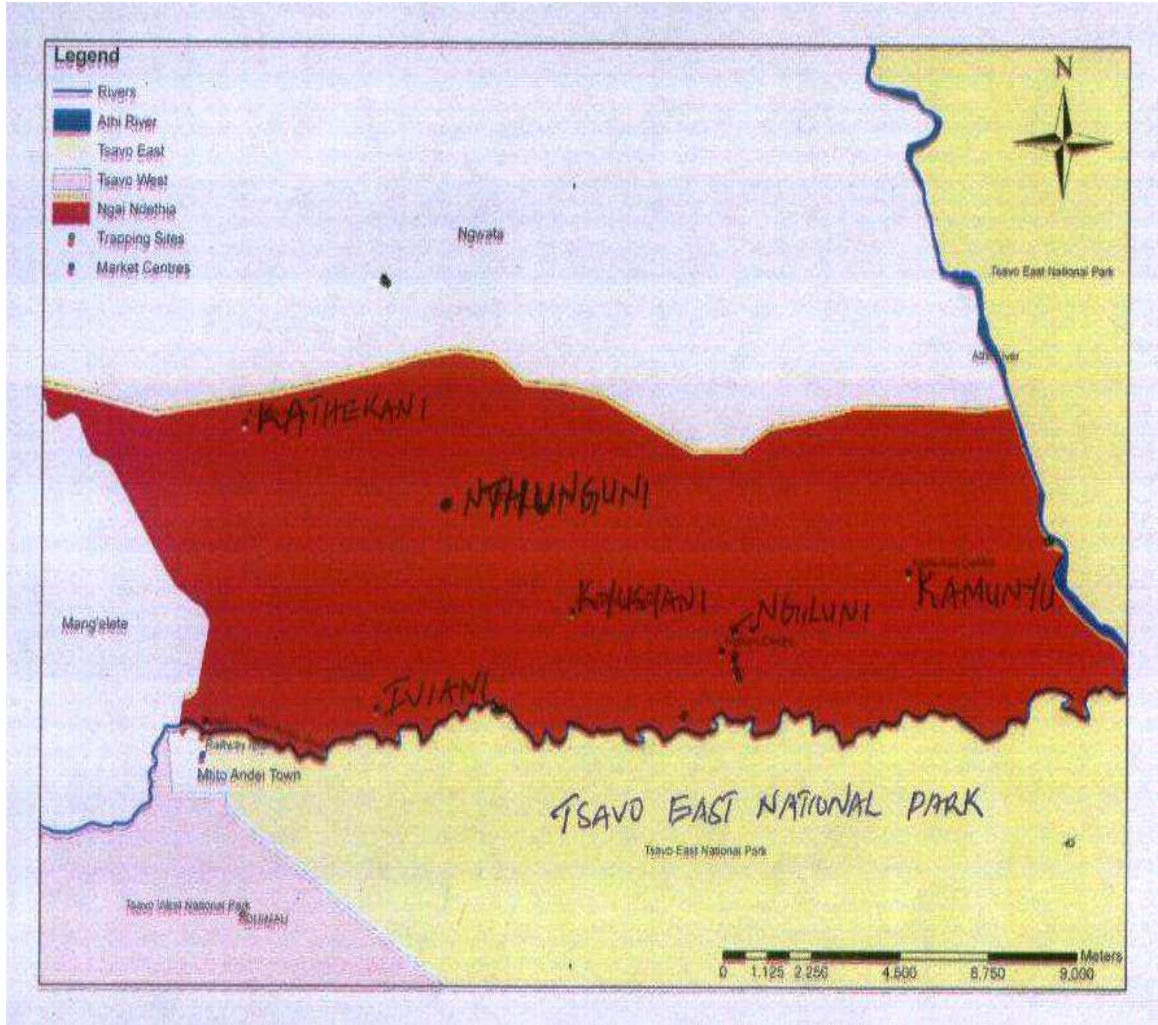 Legend
Rivers
Athi River
Tsavo East
Tsavo West
Ngai Ndethia
Trapping Sites
Market Centres
N
Ngwata
Tsavo East National Park
Athi River
KATHEKANI
NTHUNGUNI
KAMUNYU
NGILUNI
Mang'elete
IVIANI
Railway
Mtito Andei Town
TSAVO EAST NATIONAL PARK
Tsavo East National Park
Tsavo West National Park
Meters
0 1.125 2.250 4.500 6.750 9.000